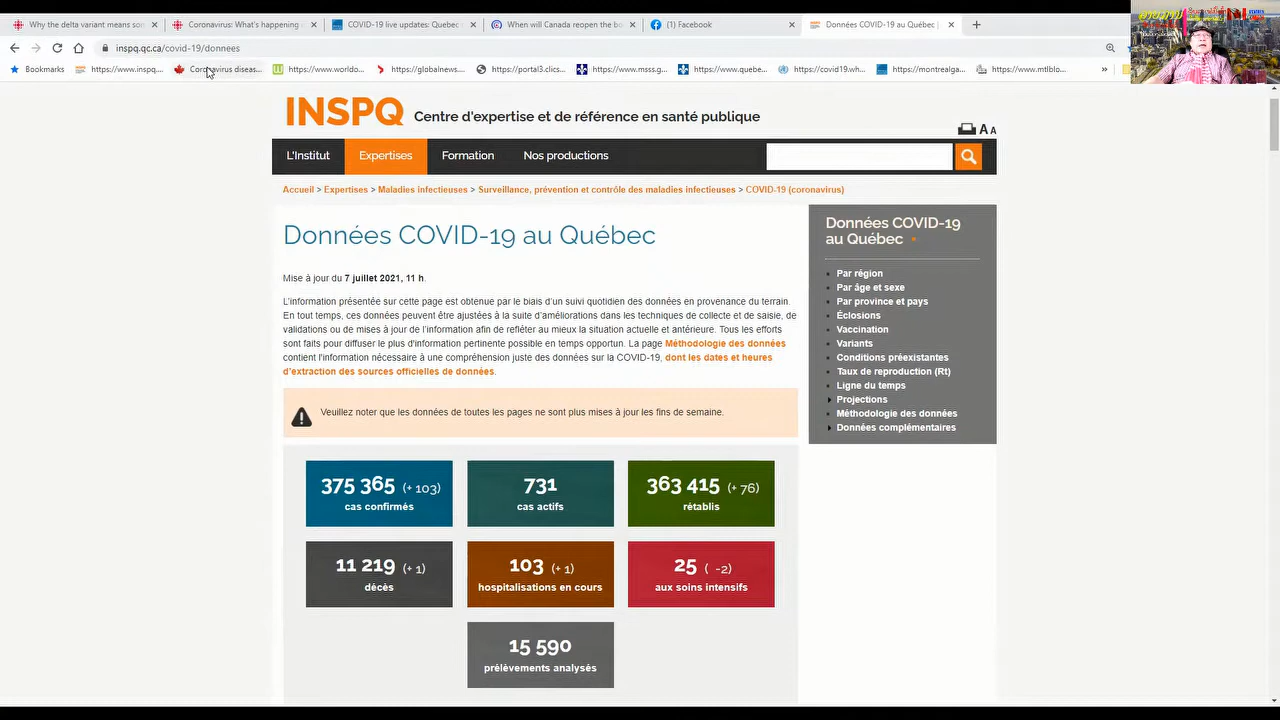 Why the delta variant means so
Coronavirus: What's happening
COVID-19 live updates: Quebec
When will Canada reopen the bo
(1) Facebook
Données COVID-19 au Québec |
inspq.qc.ca/covid-19/donnees
Bookmarks
https://www.inspq....
Coronavirus diseas...
https://www.worldo...
https://globalnews....
https://portal3.clics...
https://www.msss.g...
https://www.quebe...
https://covid19.wh...
https://montrealga...
https://www.mtlblo...
»
INSPQ Centre d'expertise et de référence en santé publique
A A
L'Institut Expertises Formation Nos productions
Accueil > Expertises > Maladies infectieuses > Surveillance, prévention et contrôle des maladies infectieuses > COVID-19 (coronavirus)
Données COVID-19 au Québec
Mise à jour du 7 juillet 2021, 11 h.
L'information présentée sur cette page est obtenue par le biais d'un suivi quotidien des données en provenance du terrain.
En tout temps, ces données peuvent être ajustées à la suite d'améliorations dans les techniques de collecte et de saisie, de
validations ou de mises à jour de l'information afin de refléter au mieux la situation actuelle et antérieure. Tous les efforts
sont faits pour diffuser le plus d'information pertinente possible en temps opportun. La page Méthodologie des données
contient l'information nécessaire à une compréhension juste des données sur la COVID-19, dont les dates et heures
d'extraction des sources officielles de données.
Veuillez noter que les données de toutes les pages ne sont plus mises à jour les fins de semaine.
375 365 (+ 103)
cas confirmés
731
cas actifs
363 415 (+ 76)
rétablis
11 219 (+ 1)
décès
103 (+ 1)
hospitalisations en cours
25 ( -2)
aux soins intensifs
15 590
prélèvements analysés
Données COVID-19
au Québec
Par région
Par âge et sexe
Par province et pays
Éclosions
Vaccination
Variants
Conditions préexistantes
Taux de reproduction (Rt)
Ligne du temps
Projections
Méthodologie des données
Données complémentaires